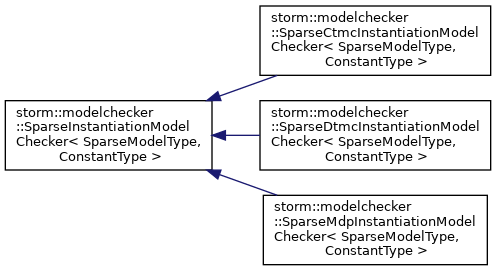 storm::modelchecker
::SparseCtmcInstantiationModel
Checker< SparseModelType,
ConstantType >
storm::modelchecker
::SparseInstantiationModel
Checker< SparseModelType,
ConstantType >
storm::modelchecker
::SparseDtmcInstantiationModel
Checker< SparseModelType,
ConstantType >
storm::modelchecker
::SparseMdpInstantiationModel
Checker< SparseModelType,
ConstantType >